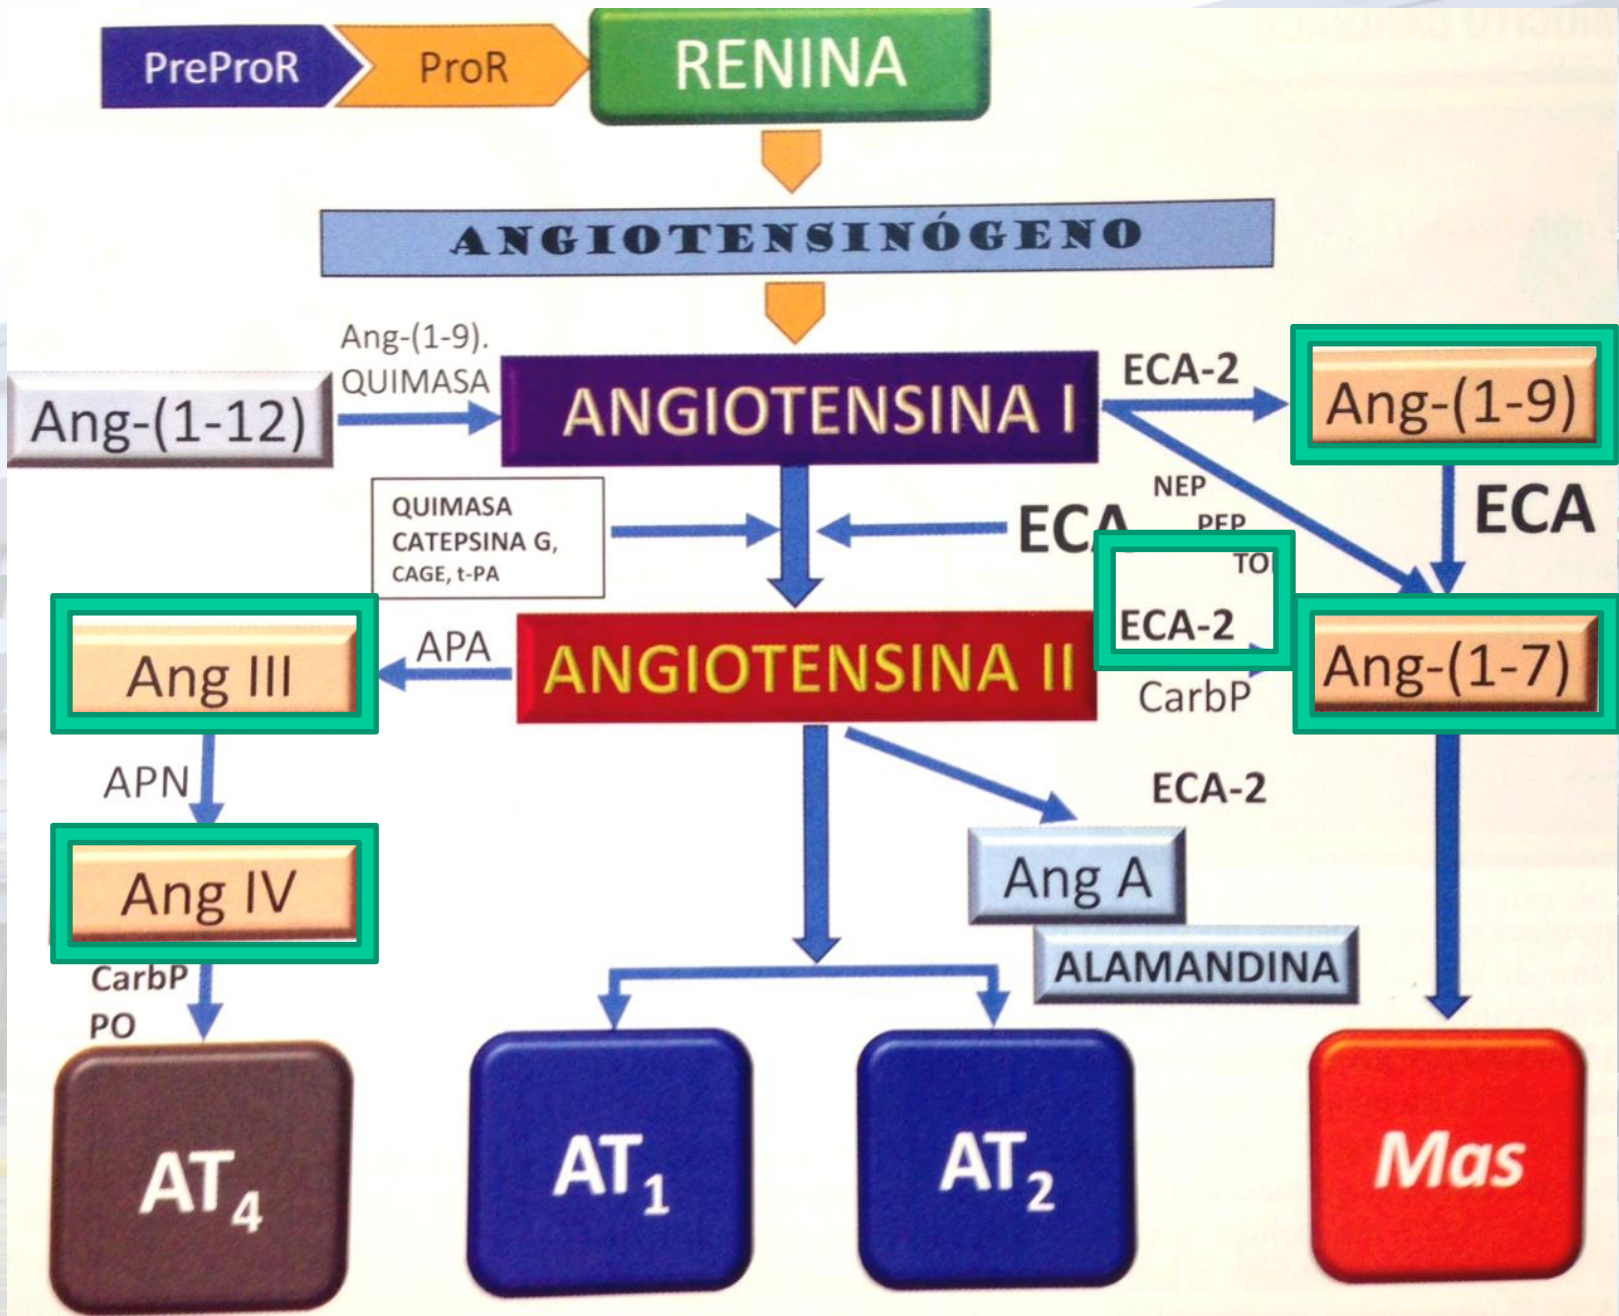 PreProR
ProR
RENINA
ANGIOTENSINÓGENO
Ang-(1-9).
QUIMASA
Ang-(1-12)
ANGIOTENSINA I
ECA-2
Ang-(1-9)
QUIMASA
CATEPSINA G,
CAGE, t-PA
ECA
NEP
PEP
ECA
ECA-2
Ang III
APA
ANGIOTENSINA II
CarbP
Ang-(1-7)
APN
ECA-2
Ang IV
Ang A
ALAMANDINA
CarbP
PO
AT4
AT1
AT2
Mas